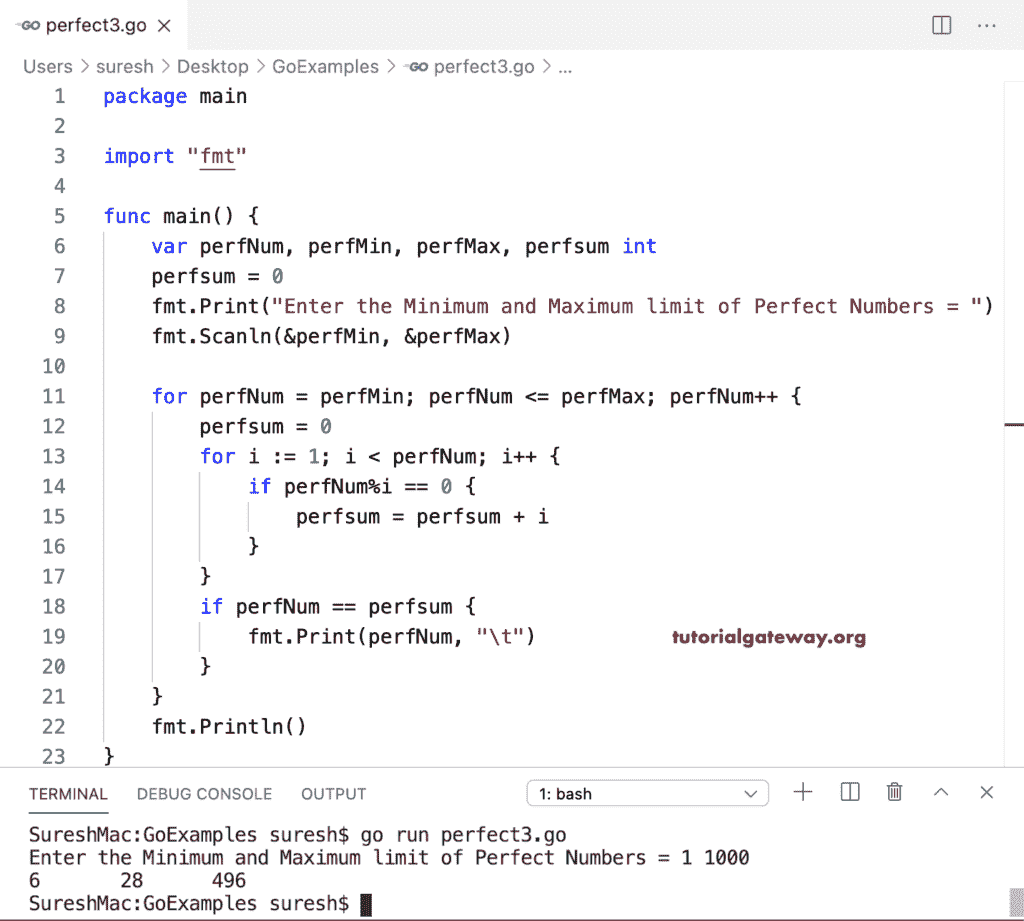 GO perfect3.go
Users > suresh > Desktop > GoExamples > GO perfect3.go > ...
1 package main
2
3 import "fmt"
4
5 func main() {
6     var perfNum, perfMin, perfMax, perfsum int
7     perfsum = 0
8     fmt.Print("Enter the Minimum and Maximum limit of Perfect Numbers = ")
9     fmt.Scanln(&perfMin, &perfMax)
10
11     for perfNum = perfMin; perfNum <= perfMax; perfNum++ {
12         perfsum = 0
13         for i := 1; i < perfNum; i++ {
14             if perfNum%i == 0 {
15                 perfsum = perfsum + i
16             }
17         }
18         if perfNum == perfsum {
19             fmt.Print(perfNum, "\t") tutorialgateway.org
20         }
21     }
22     fmt.Println()
23 }
TERMINAL DEBUG CONSOLE OUTPUT 1: bash
SureshMac:GoExamples suresh$ go run perfect3.go
Enter the Minimum and Maximum limit of Perfect Numbers = 1 1000
6 28 496
SureshMac:GoExamples suresh$